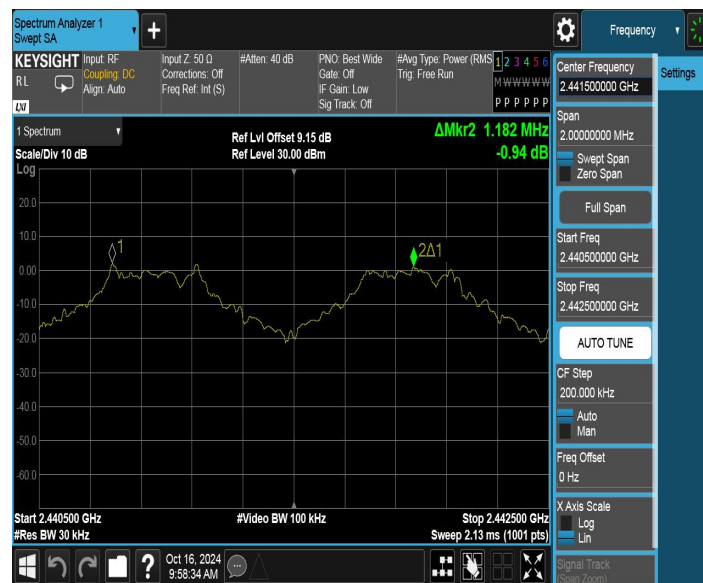 Spectrum Analyzer 1
Swept SA
+
Frequency
KEYSIGHT
RL
LXI
Input: RF
Coupling: DC
Align: Auto
Input Z: 50 Ω
Corrections: Off
Freq Ref: Int (S)
#Atten: 40 dB
PNO: Best Wide
Gate: Off
IF Gain: Low
Sig Track: Off
#Avg Type: Power (RMS
Trig: Free Run
1 2 3 4 5 6
M W W W W W
P P P P P P
1 Spectrum
Scale/Div 10 dB
Log
Ref Lvl Offset 9.15 dB
Ref Level 30.00 dBm
ΔMkr2 1.182 MHz
-0.94 dB
20.0
10.0
0.00
-10.0
-20.0
-30.0
-40.0
-50.0
-60.0
1
2Δ1
Start 2.440500 GHz
#Res BW 30 kHz
#Video BW 100 kHz
Stop 2.442500 GHz
Sweep 2.13 ms (1001 pts)
?
Oct 16, 2024
9:58:34 AM
Center Frequency
2.441500000 GHz
Settings
Span
2.00000000 MHz
Swept Span
Zero Span
Full Span
Start Freq
2.440500000 GHz
Stop Freq
2.442500000 GHz
AUTO TUNE
CF Step
200.000 kHz
Auto
Man
Freq Offset
0 Hz
X Axis Scale
Log
Lin
Signal Track
(Span Zoom)